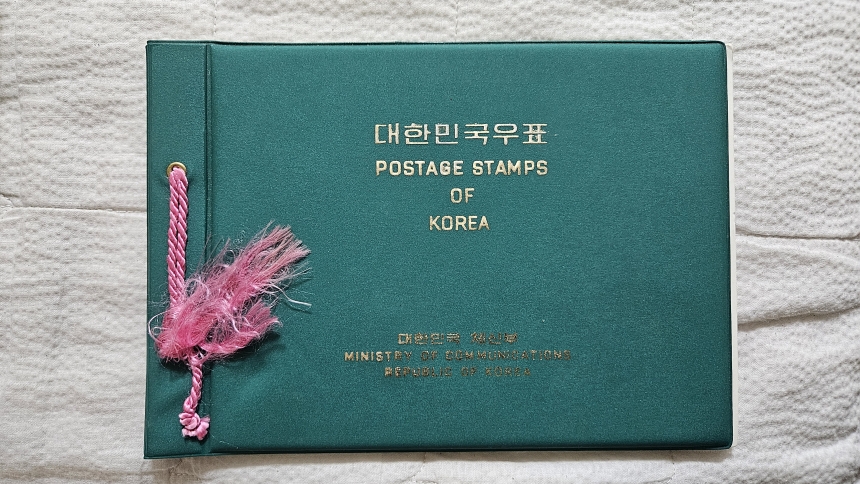 대한민국우표
POSTAGE STAMPS
OF
KOREA
대한민국 체신부
MINISTRY OF COMMUNICATIONS
REPUBLIC OF KOREA